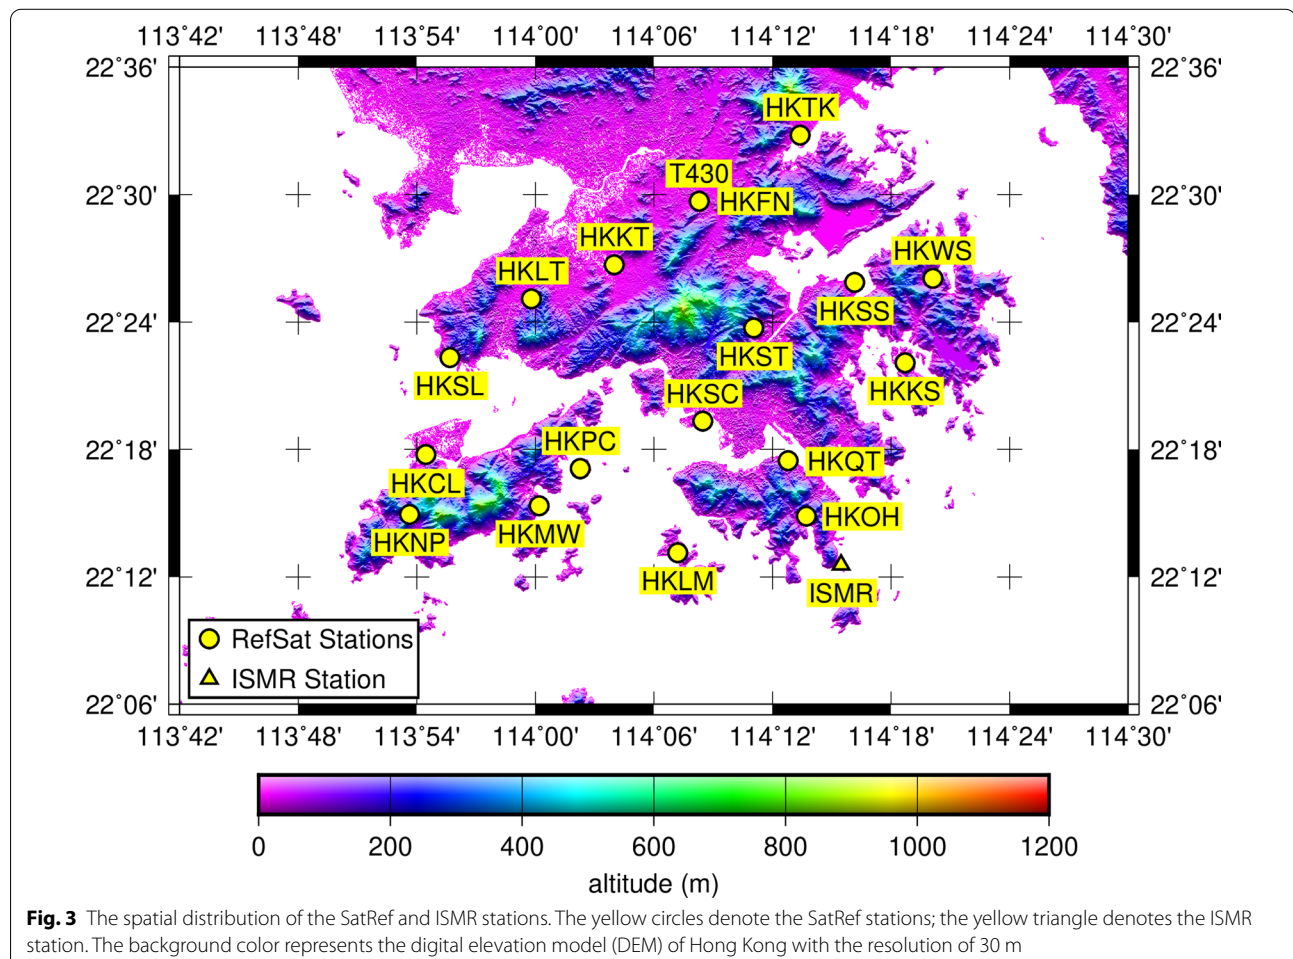 113°42' 113°48' 113°54' 114°00' 114°06' 114°12' 114°18' 114°24' 114°30'
22°36' 22°36'
HKTK
T430
22°30' HKFN 22°30'
HKKT HKWS
HKLT
HKSS
22°24' 22°24'
HKST
HKSL HKSC HKKS
HKPC
22°18' HKQT 22°18'
HKCL
HKNP HKMW HKOH
22°12' HKLM ISMR 22°12'
RefSat Stations
ISMR Station
22°06' 22°06'
113°42' 113°48' 113°54' 114°00' 114°06' 114°12' 114°18' 114°24' 114°30'
0 200 400 600 800 1000 1200
altitude (m)
Fig. 3 The spatial distribution of the SatRef and ISMR stations. The yellow circles denote the SatRef stations; the yellow triangle denotes the ISMR
station. The background color represents the digital elevation model (DEM) of Hong Kong with the resolution of 30 m